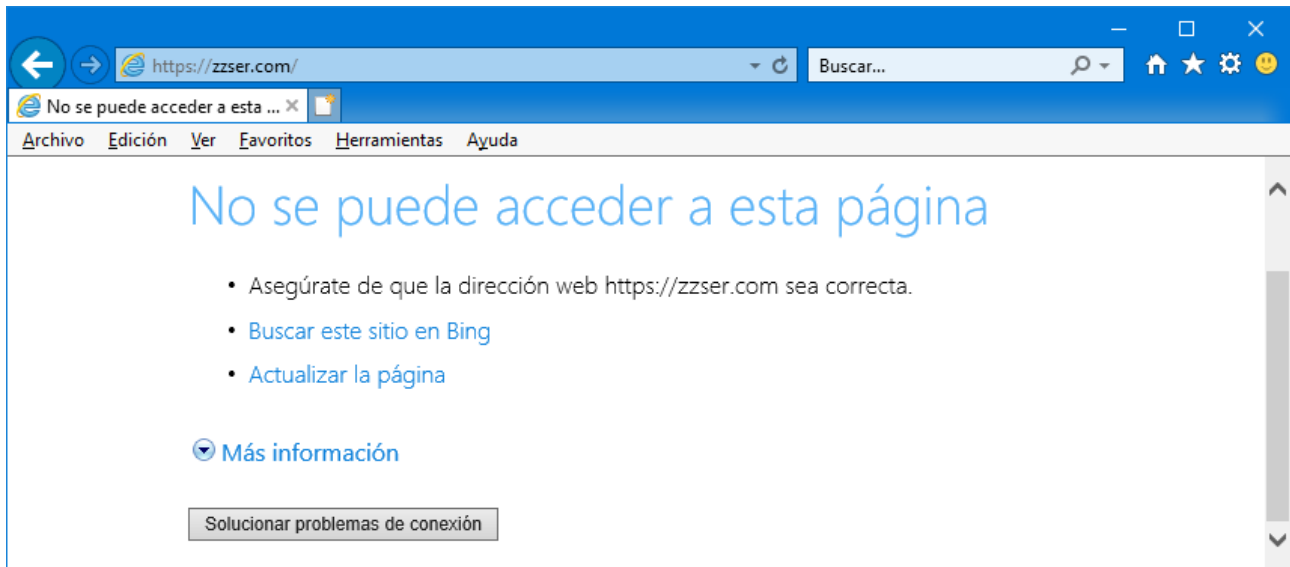 https://zzser.com/
Buscar...
No se puede acceder a esta ...
Archivo Edición Ver Favoritos Herramientas Ayuda
No se puede acceder a esta página
• Asegúrate de que la dirección web https://zzser.com sea correcta.
• Buscar este sitio en Bing
• Actualizar la página
Más información
Solucionar problemas de conexión